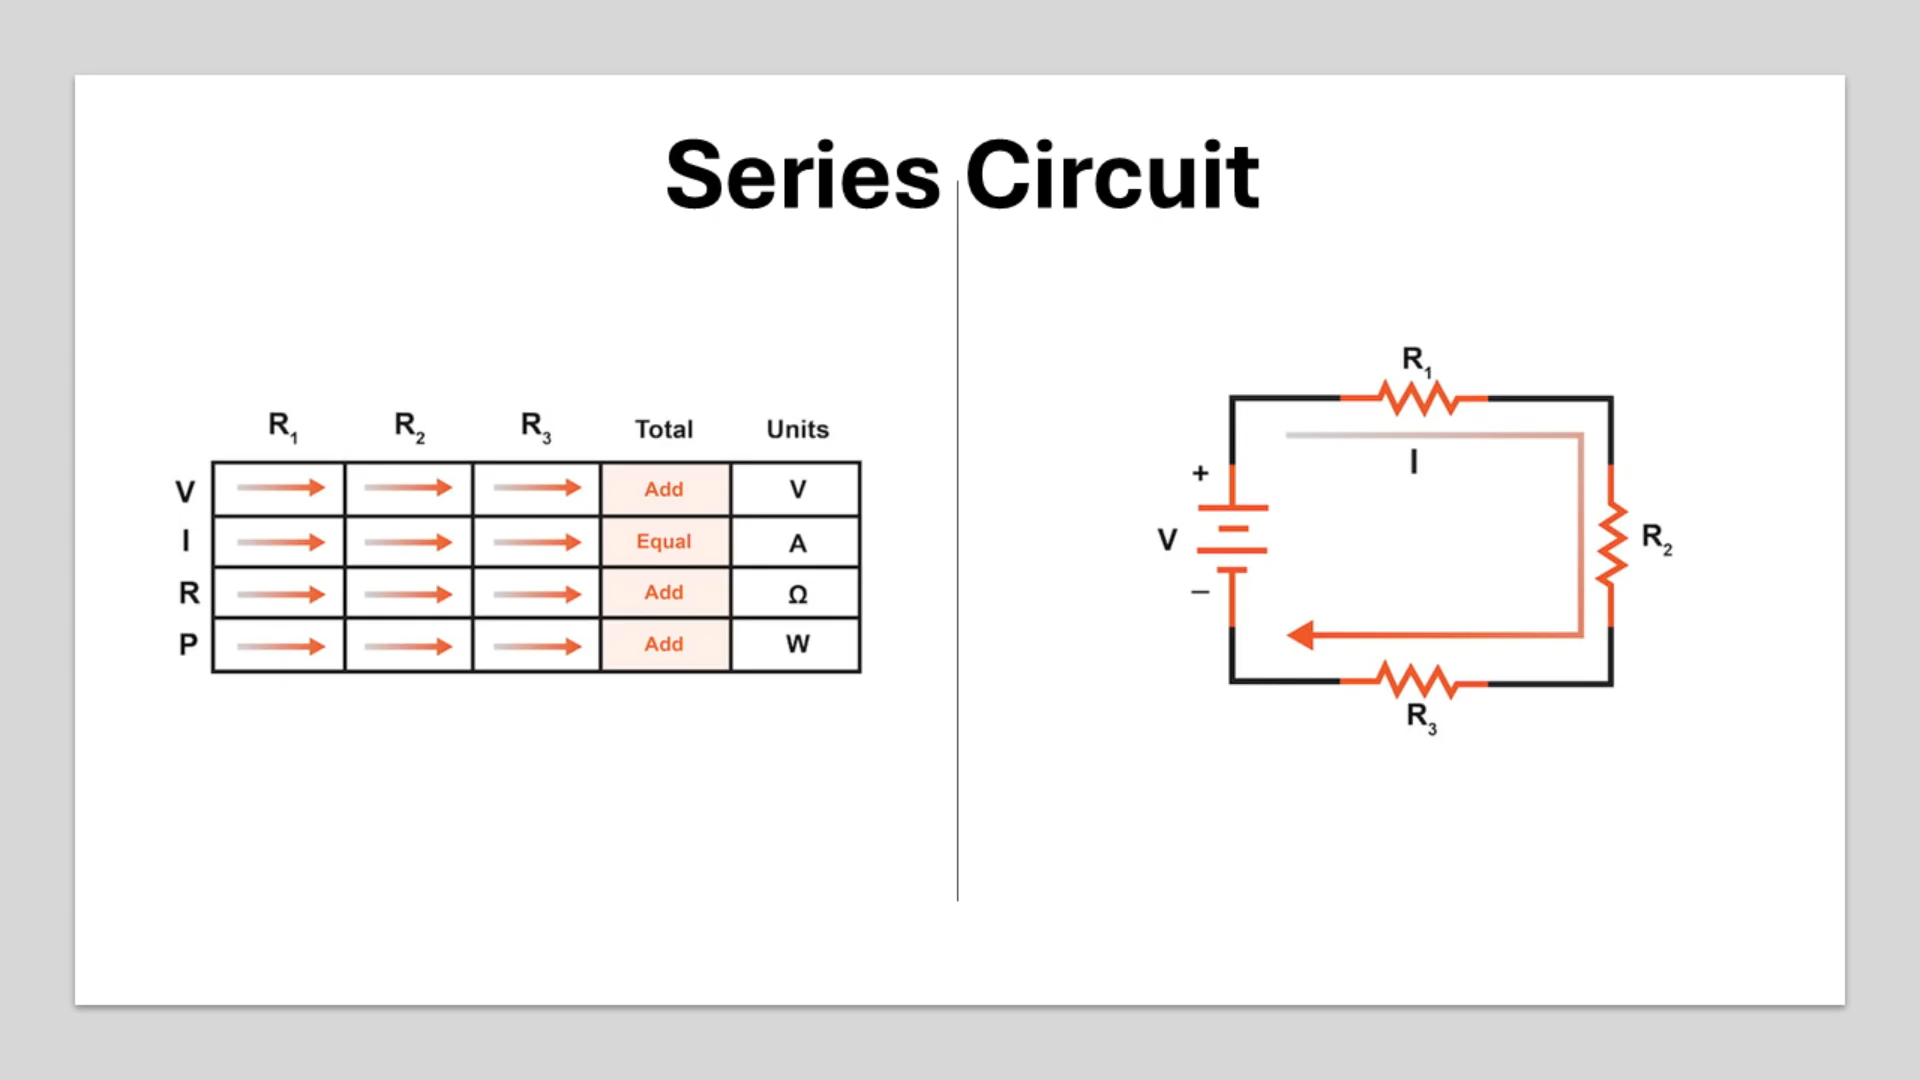 Series Circuit
R1 R2 R3 Total Units
V Add V
I Equal A
R Add Ω
P Add W
R1
I
+
V
–
R2
R3